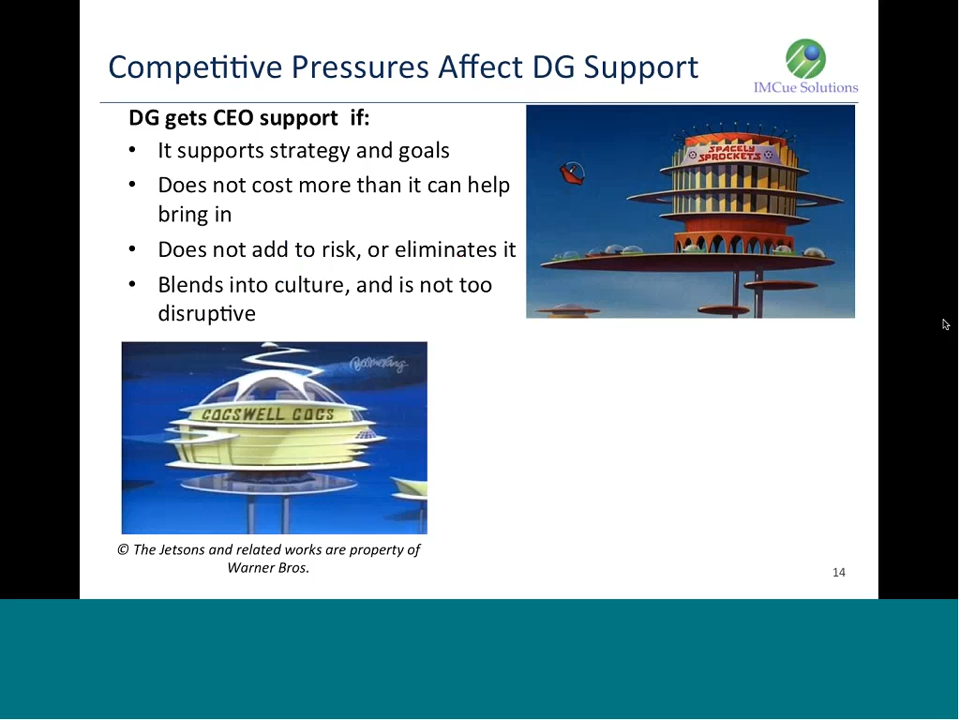 Competitive Pressures Affect DG Support
IMCue Solutions
DG gets CEO support if:
• It supports strategy and goals
• Does not cost more than it can help
bring in
• Does not add to risk, or eliminates it
• Blends into culture, and is not too
disruptive
SPACELY
SPROCKETS
Boomerang
COGSWELL COGS
© The Jetsons and related works are property of
Warner Bros.
14